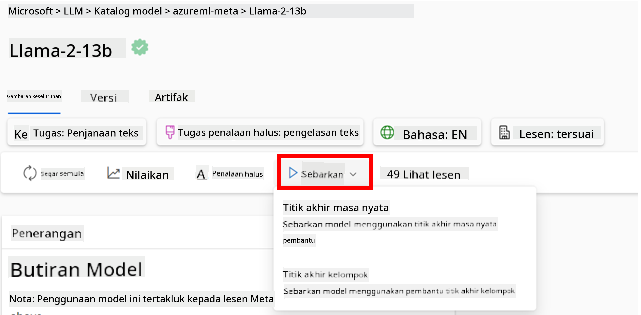 Microsoft > LLM > Katalog model > azureml-meta > Llama-2-13b
Llama-2-13b
Gambaran keseluruhan
Versi
Artifak
Ke Tugas: Penjanaan teks
Tugas penalaan halus: pengelasan teks
Bahasa: EN
Lesen: tersuai
Segar semula
Nilaikan
Penalaan halus
Sebarkan
49 Lihat lesen
Titik akhir masa nyata
Sebarkan model menggunakan titik akhir masa nyata
pembantu
Titik akhir kelompok
Sebarkan model menggunakan pembantu titik akhir kelompok
Penerangan
Butiran Model
Nota: Penggunaan model ini tertakluk kepada lesen Meta